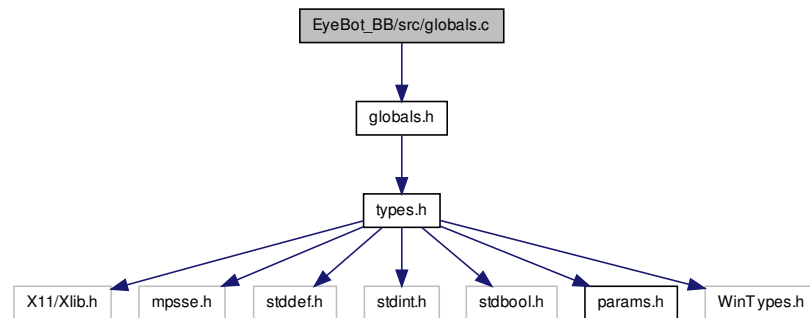 EyeBot_BB/src/globals.c
globals.h
types.h
X11/Xlib.h
mpsse.h
stddef.h
stdint.h
stdbool.h
params.h
WinTypes.h